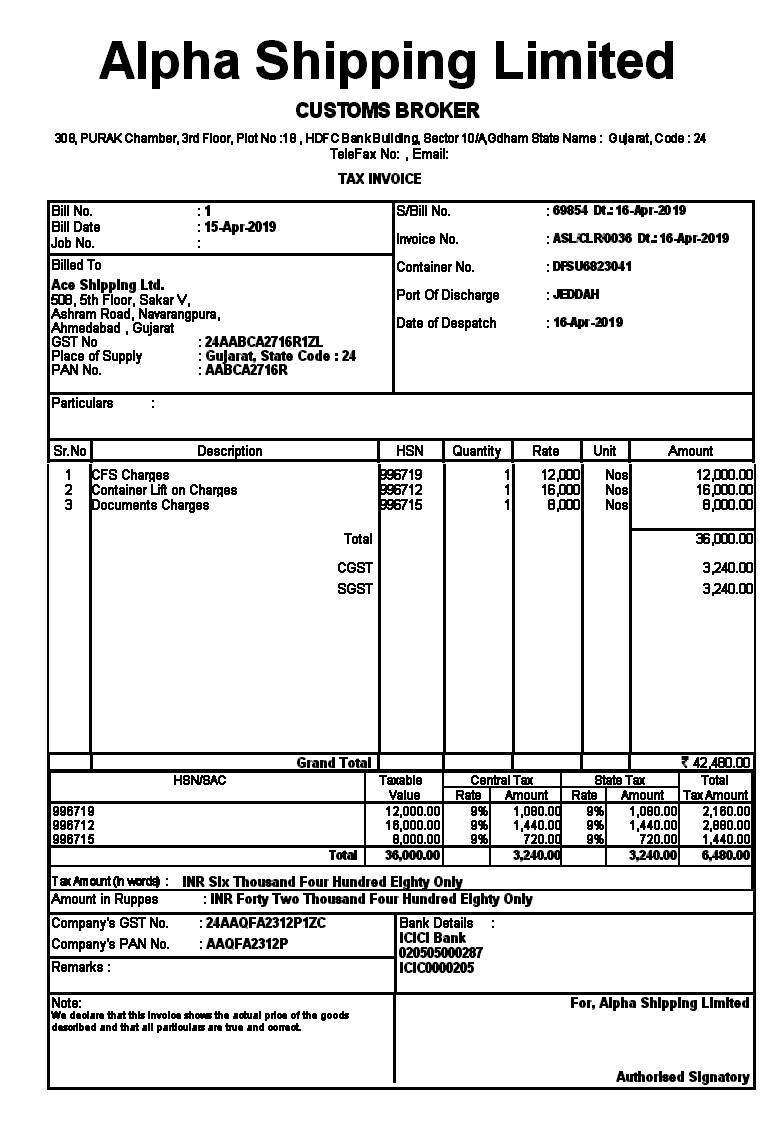 Alpha Shipping Limited
CUSTOMS BROKER
308, PURAK Chamber, 3rd Floor, Plot No :18 , HDFC Bank Building, Sector 10/A,Gdham State Name : Gujarat, Code : 24
TeleFax No: , Email:
TAX INVOICE
Bill No. : 1
Bill Date : 15-Apr-2019
Job No. :
S/Bill No. : 69854 Dt.: 16-Apr-2019
Invoice No. : ASL/CLR/0036 Dt.: 16-Apr-2019
Container No. : DFSU6823041
Port Of Discharge : JEDDAH
Date of Despatch : 16-Apr-2019
Billed To
Ace Shipping Ltd.
508, 5th Floor, Sakar V,
Ashram Road, Navarangpura,
Ahmedabad , Gujarat
GST No : 24AABCA2716R1ZL
Place of Supply : Gujarat, State Code : 24
PAN No. : AABCA2716R
Particulars :
Sr.No Description HSN Quantity Rate Unit Amount
1 CFS Charges 996719 1 12,000 Nos 12,000.00
2 Container Lift on Charges 996712 1 16,000 Nos 16,000.00
3 Documents Charges 996715 1 8,000 Nos 8,000.00
Total 36,000.00
CGST 3,240.00
SGST 3,240.00
Grand Total ₹ 42,480.00
HSN/SAC Taxable Central Tax State Tax Total
Value Rate Amount Rate Amount Tax Amount
996719 12,000.00 9% 1,080.00 9% 1,080.00 2,160.00
996712 16,000.00 9% 1,440.00 9% 1,440.00 2,880.00
996715 8,000.00 9% 720.00 9% 720.00 1,440.00
Total 36,000.00 3,240.00 3,240.00 6,480.00
Tax Amount (in words) : INR Six Thousand Four Hundred Eighty Only
Amount in Ruppes : INR Forty Two Thousand Four Hundred Eighty Only
Company's GST No. : 24AAQFA2312P1ZC
Company's PAN No. : AAQFA2312P
Remarks :
Bank Details :
ICICI Bank
020505000287
ICIC0000205
Note:
We declare that this invoice shows the actual price of the goods
described and that all particulars are true and correct.
For, Alpha Shipping Limited
Authorised Signatory